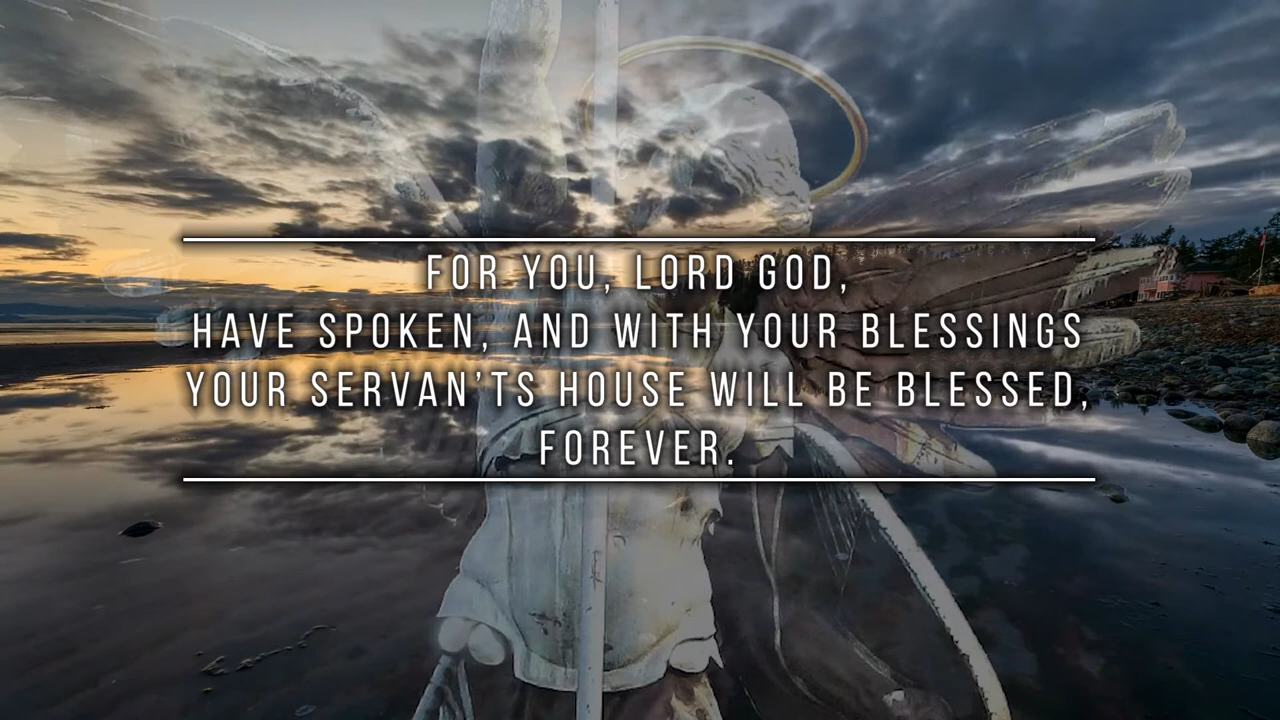 FOR YOU, LORD GOD,
HAVE SPOKEN, AND WITH YOUR BLESSINGS
YOUR SERVAN’TS HOUSE WILL BE BLESSED,
FOREVER.